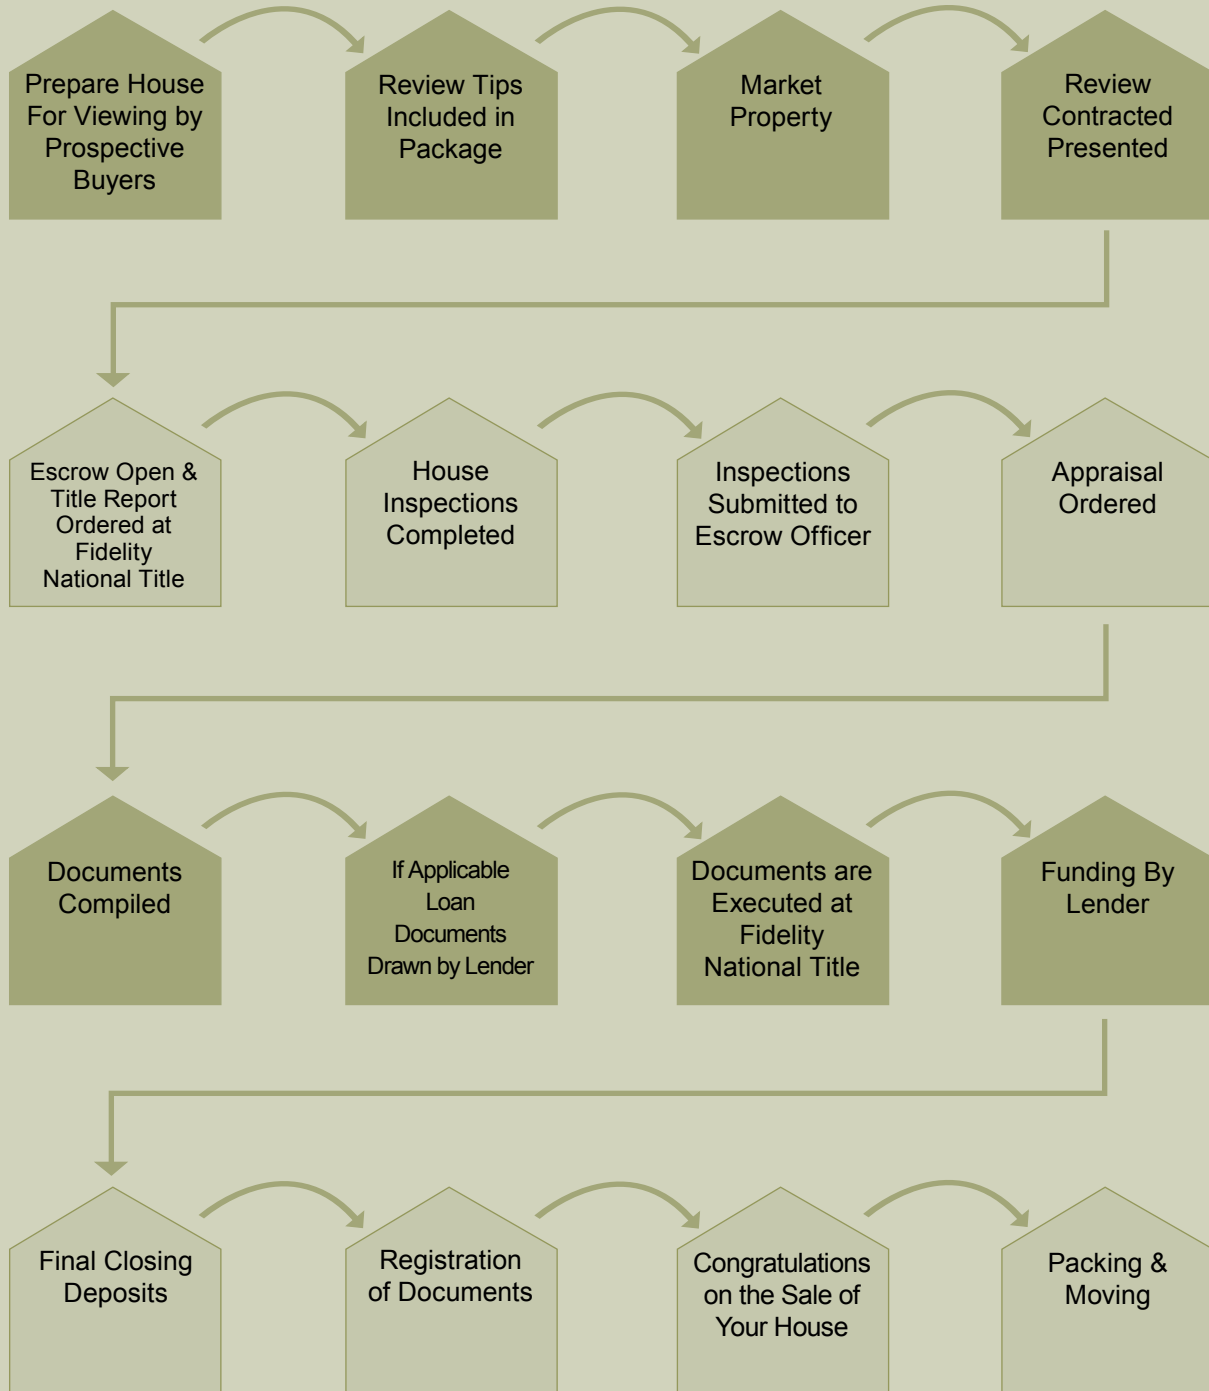 Prepare House
For Viewing by
Prospective
Buyers
Review Tips
Included in
Package
Market
Property
Review
Contracted
Presented
Escrow Open &
Title Report
Ordered at
Fidelity
National Title
House
Inspections
Completed
Inspections
Submitted to
Escrow Officer
Appraisal
Ordered
Documents
Compiled
If Applicable
Loan
Documents
Drawn by Lender
Documents are
Executed at
Fidelity
National Title
Funding By
Lender
Final Closing
Deposits
Registration
of Documents
Congratulations
on the Sale of
Your House
Packing &
Moving